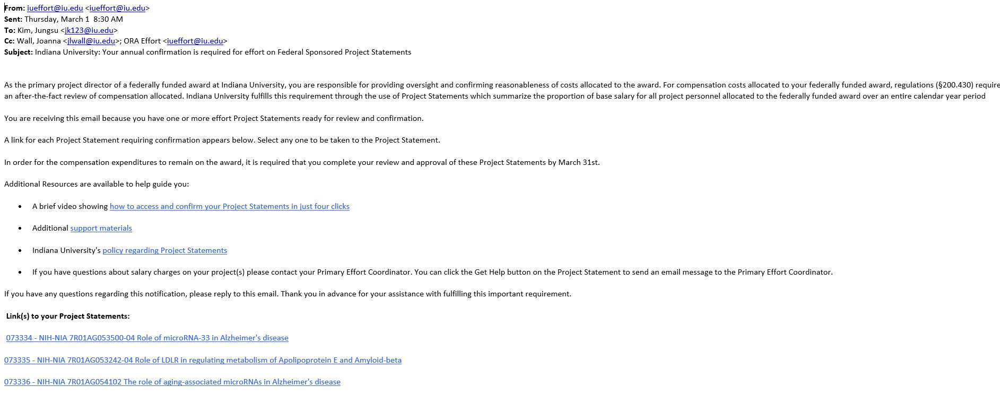 From: iueffort@iu.edu <iueffort@iu.edu>
Sent: Thursday, March 1  8:30 AM
To: Kim, Jungsu <jk123@iu.edu>
Cc: Wall, Joanna <jlwall@iu.edu>; ORA Effort <iueffort@iu.edu>
Subject: Indiana University: Your annual confirmation is required for effort on Federal Sponsored Project Statements
As the primary project director of a federally funded award at Indiana University, you are responsible for providing oversight and confirming reasonableness of costs allocated to the award. For compensation costs allocated to your federally funded award, regulations (§200.430) require
an after-the-fact review of compensation allocated. Indiana University fulfills this requirement through the use of Project Statements which summarize the proportion of base salary for all project personnel allocated to the federally funded award over an entire calendar year period
You are receiving this email because you have one or more effort Project Statements ready for review and confirmation.
A link for each Project Statement requiring confirmation appears below. Select any one to be taken to the Project Statement.
In order for the compensation expenditures to remain on the award, it is required that you complete your review and approval of these Project Statements by March 31st.
Additional Resources are available to help guide you:
• A brief video showing how to access and confirm your Project Statements in just four clicks
• Additional support materials
• Indiana University's policy regarding Project Statements
• If you have questions about salary charges on your project(s) please contact your Primary Effort Coordinator. You can click the Get Help button on the Project Statement to send an email message to the Primary Effort Coordinator.
If you have any questions regarding this notification, please reply to this email. Thank you in advance for your assistance with fulfilling this important requirement.
Link(s) to your Project Statements:
073334 - NIH-NIA 7R01AG053500-04 Role of microRNA-33 in Alzheimer's disease
073335 - NIH-NIA 7R01AG053242-04 Role of LDLR in regulating metabolism of Apolipoprotein E and Amyloid-beta
073336 - NIH-NIA 7R01AG054102 The role of aging-associated microRNAs in Alzheimer's disease